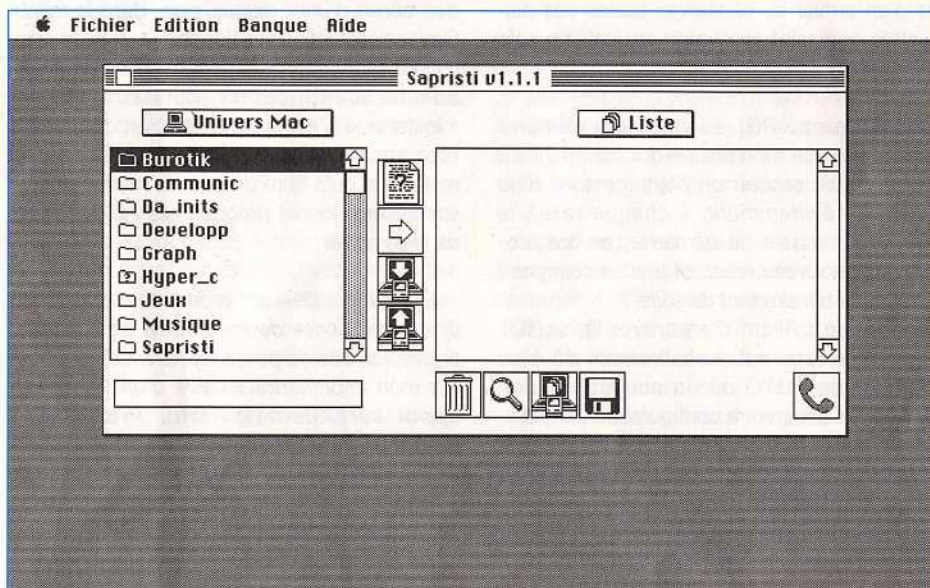 Fichier Edition Banque Aide
Sapristi v1.1.1
Univers Mac
Liste
Burotik
Communic
Da_inits
Developp
Graph
Hyper_c
Jeux
Musique
Sapristi